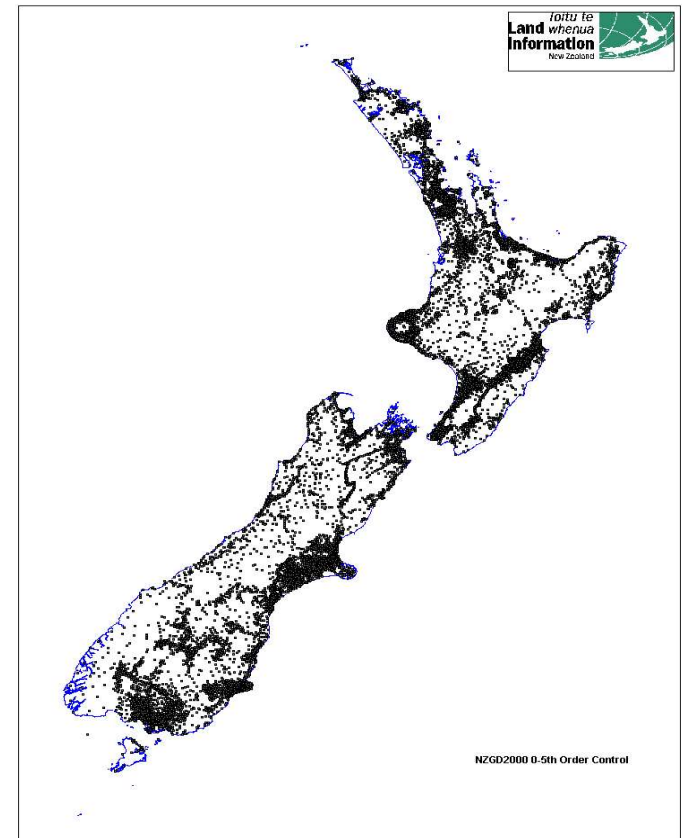 Toitu te
Land whenua
Information
New Zealand
NZGD2000 0-5th Order Control